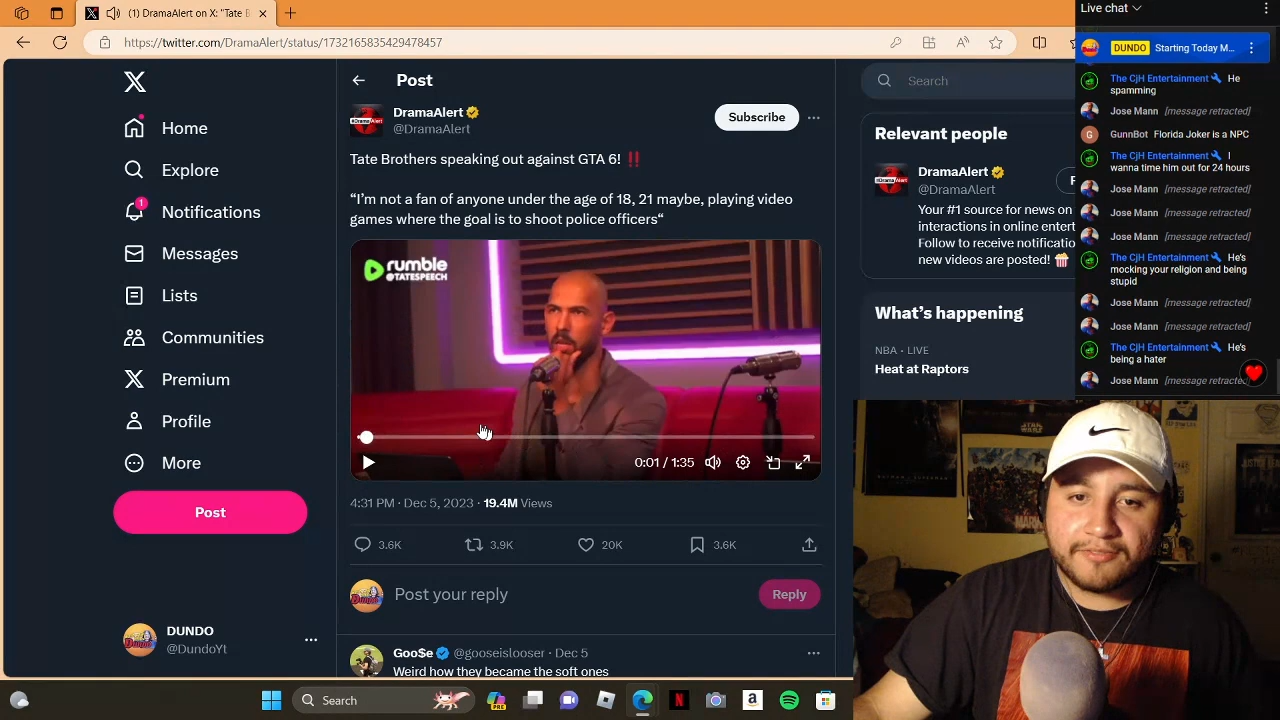 (1) DramaAlert on X: "Tate B
https://twitter.com/DramaAlert/status/1732165835429478457
Home
Explore
1
Notifications
Messages
Lists
Communities
Premium
Profile
More
Post
DUNDO
@DundoYt
Post
DramaAlert
@DramaAlert
Subscribe
Tate Brothers speaking out against GTA 6! ‼️
“I’m not a fan of anyone under the age of 18, 21 maybe, playing video
games where the goal is to shoot police officers“
rumble
@TATESPEECH
0:01 / 1:35
4:31 PM · Dec 5, 2023 · 19.4M Views
3.6K 3.9K 20K 3.6K
Post your reply
Reply
Goo$e @gooseislooser · Dec 5
Weird how they became the soft ones
Search
Relevant people
DramaAlert
@DramaAlert
Your #1 source for news on
interactions in online entert
Follow to receive notificatio
new videos are posted!
What’s happening
NBA · LIVE
Heat at Raptors
Live chat
DUNDO Starting Today M...
The CjH Entertainment He
spamming
Jose Mann [message retracted]
G GunnBot Florida Joker is a NPC
The CjH Entertainment I
wanna time him out for 24 hours
Jose Mann [message retracted]
Jose Mann [message retracted]
Jose Mann [message retracted]
The CjH Entertainment He's
mocking your religion and being
stupid
Jose Mann [message retracted]
Jose Mann [message retracted]
The CjH Entertainment He's
being a hater
Jose Mann [message retracted]
STAR
WARS
Search
PRE